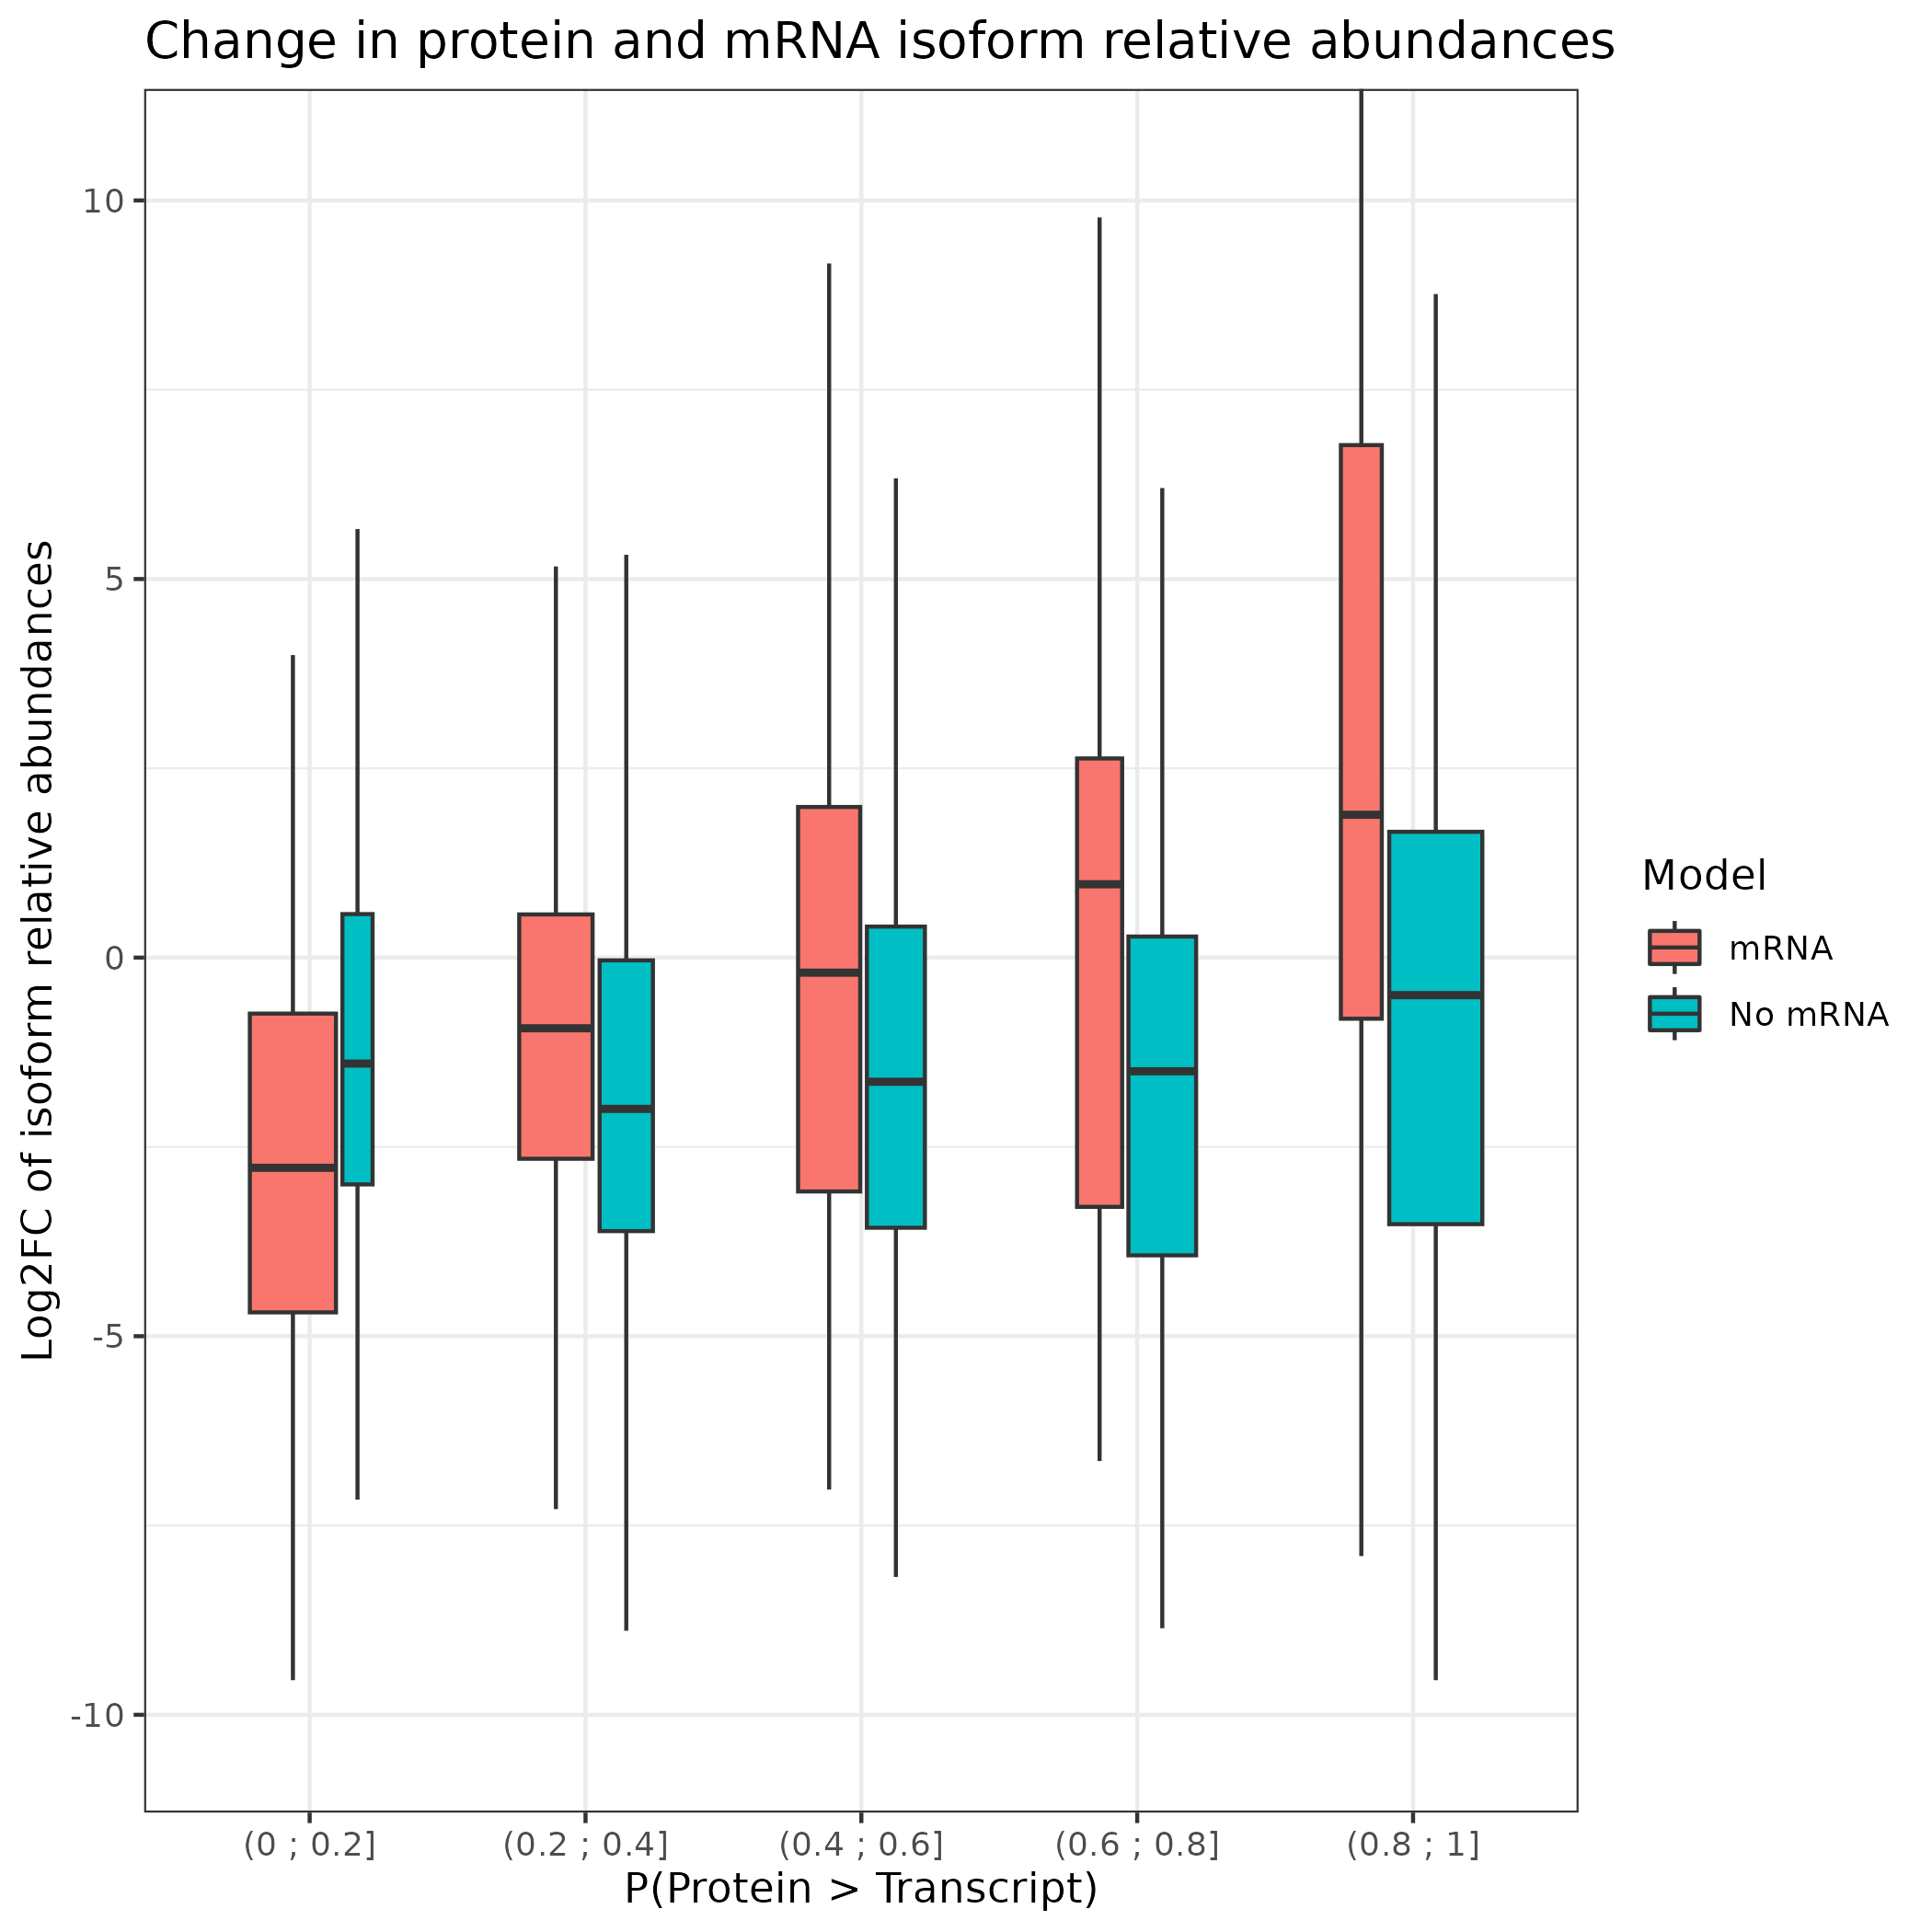 Change in protein and mRNA isoform relative abundances
Log2FC of isoform relative abundances
10
5
0
-5
-10
(0 ; 0.2]
(0.2 ; 0.4]
(0.4 ; 0.6]
(0.6 ; 0.8]
(0.8 ; 1]
P(Protein > Transcript)
Model
mRNA
No mRNA